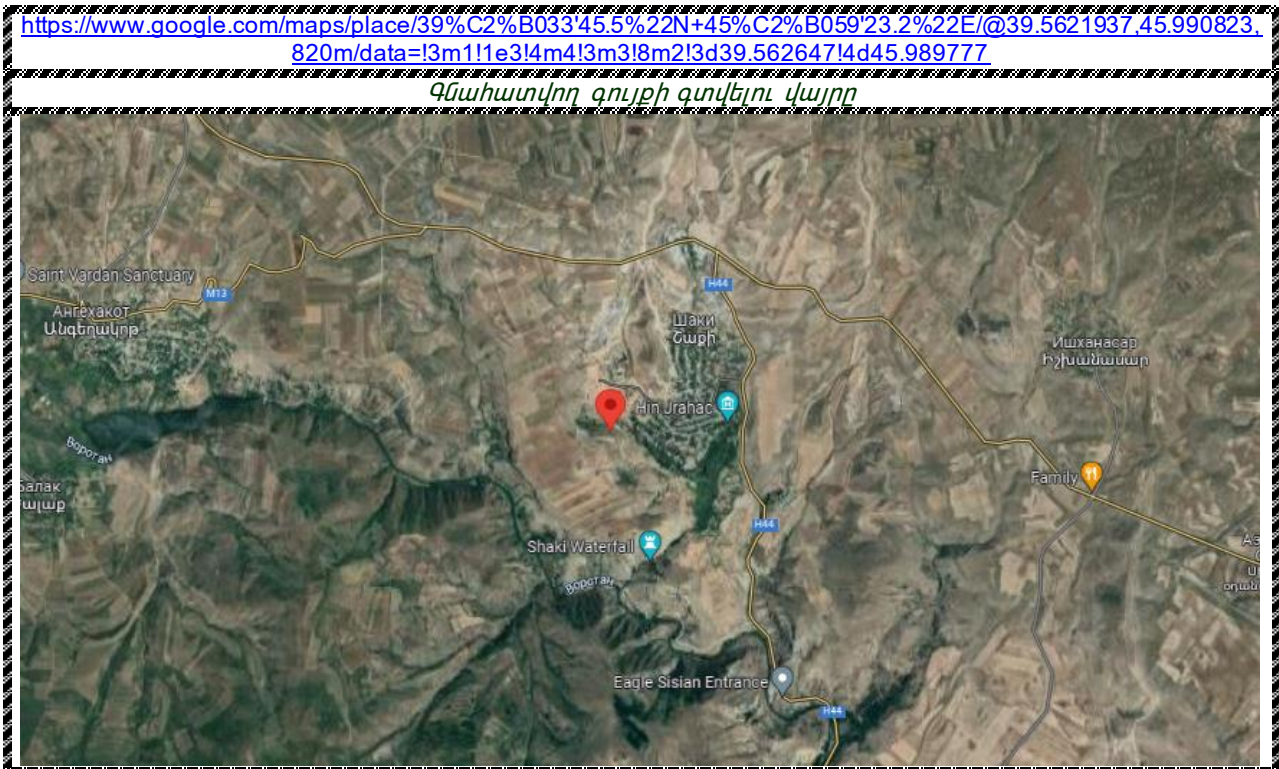 https://www.google.com/maps/place/39%C2%B033'45.5%22N+45%C2%B059'23.2%22E/@39.5621937,45.990823,
820m/data=!3m1!1e3!4m4!3m3!8m2!3d39.562647!4d45.989777
Գնահատվող գույքի գտվելու վայրը
Saint Vardan Sanctuary
M13
Ангехакот
Անգեղակոթ
H44
Шаки
Շաքի
Ишханасар
Իշխանասար
Hin Jrahac
Воротан
Family
Балак
H44
Shaki Waterfall
Воротан
Eagle Sisian Entrance
H44